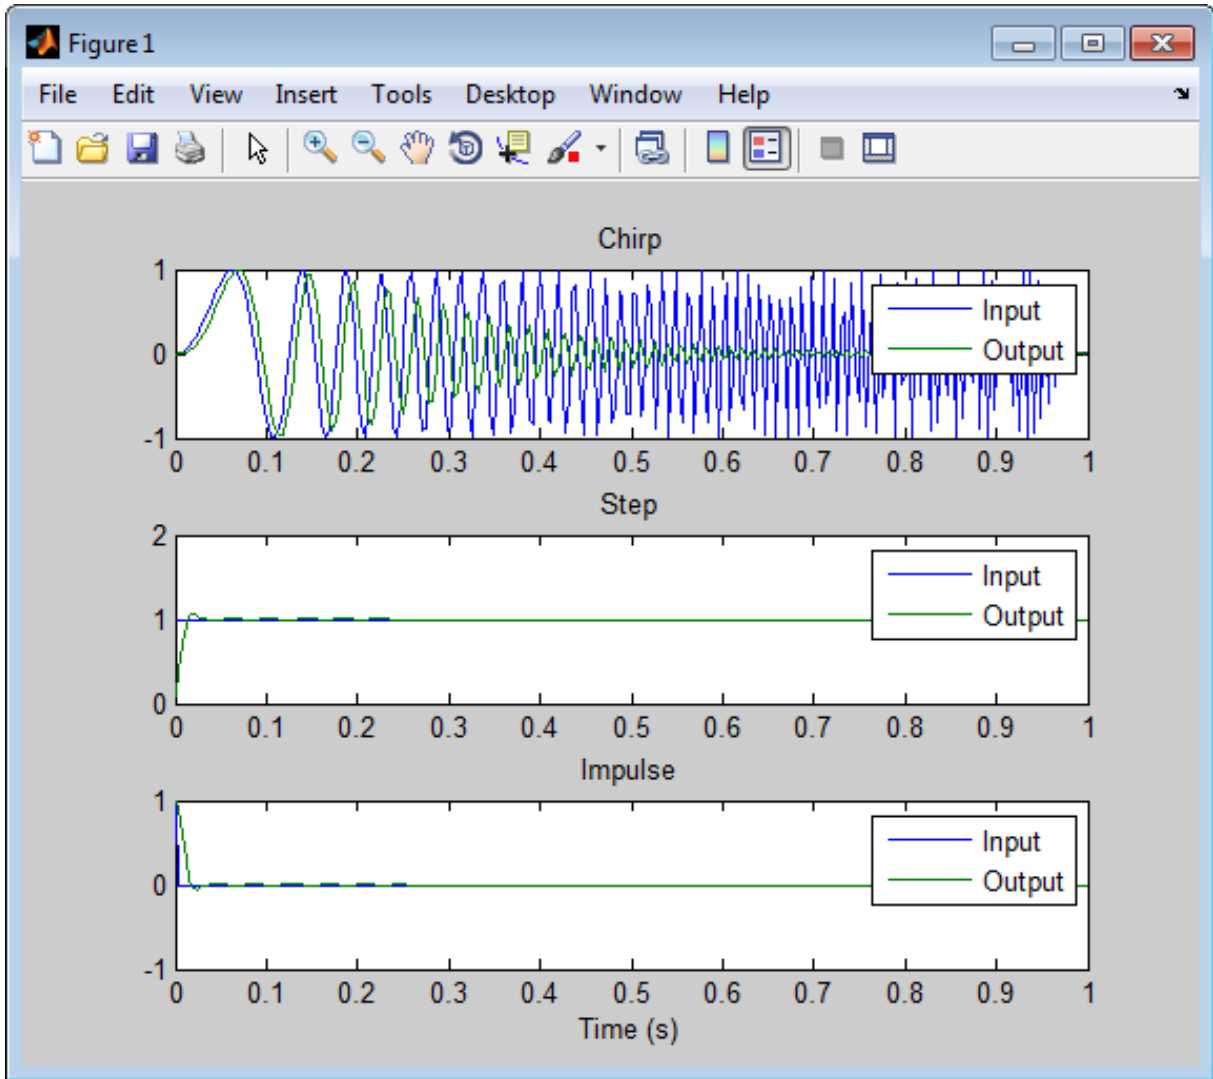 Figure 1
File Edit View Insert Tools Desktop Window Help
Chirp
1
0
-1
Input
Output
0 0.1 0.2 0.3 0.4 0.5 0.6 0.7 0.8 0.9 1
Step
2
1
0
Input
Output
0 0.1 0.2 0.3 0.4 0.5 0.6 0.7 0.8 0.9 1
Impulse
1
0
-1
Input
Output
0 0.1 0.2 0.3 0.4 0.5 0.6 0.7 0.8 0.9 1
Time (s)